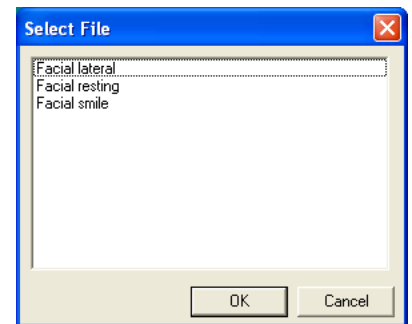 Select File
Facial lateral
Facial resting
Facial smile
OK
Cancel